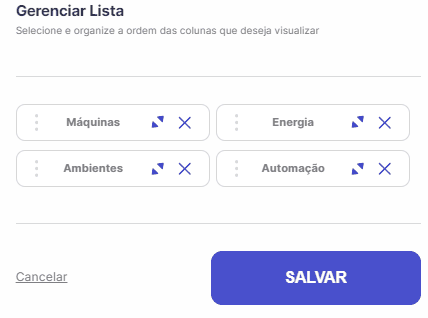 Gerenciar Lista
Selecione e organize a ordem das colunas que deseja visualizar
Máquinas
Energia
Ambientes
Automação
Cancelar
SALVAR